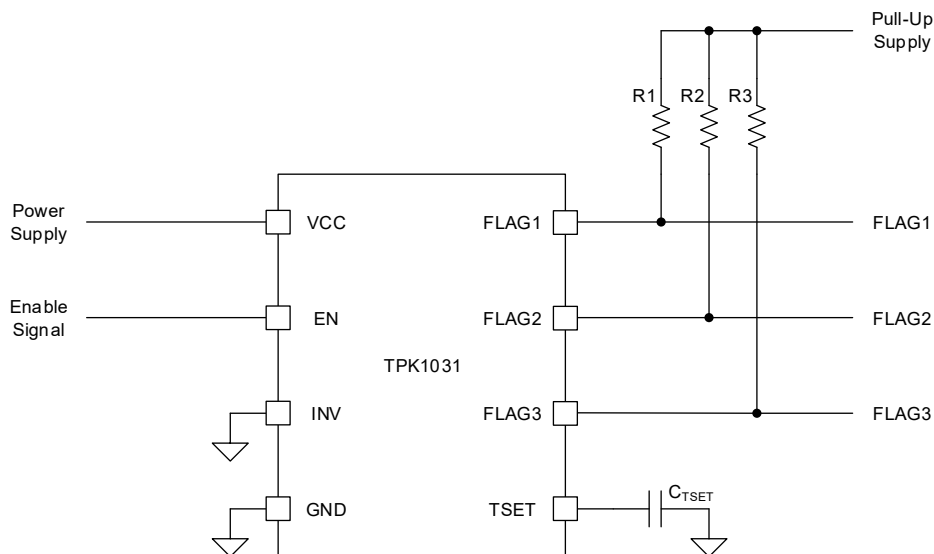 Pull-Up
Supply
R1 R2 R3
Power
Supply
VCC
FLAG1
FLAG1
Enable
Signal
EN
FLAG2
FLAG2
TPK1031
INV
FLAG3
FLAG3
GND
TSET
CTSET